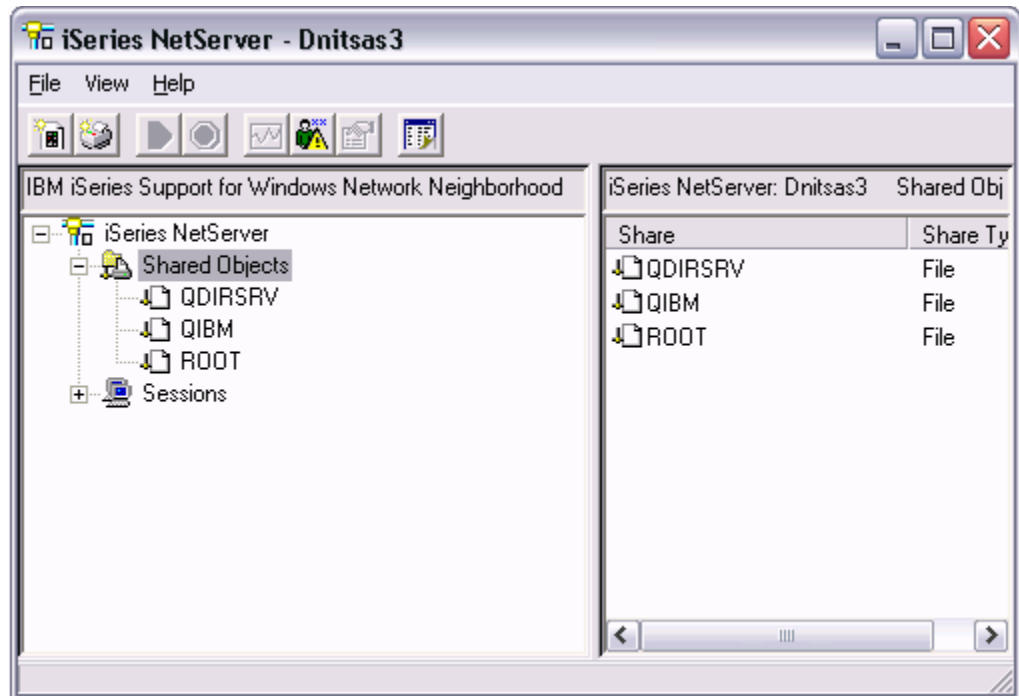 iSeries NetServer - Dnitsas3
File View Help
IBM iSeries Support for Windows Network Neighborhood
iSeries NetServer: Dnitsas3 Shared Obj
iSeries NetServer
Shared Objects
QDIRSRV
QIBM
ROOT
Sessions
Share Share Ty
QDIRSRV File
QIBM File
ROOT File